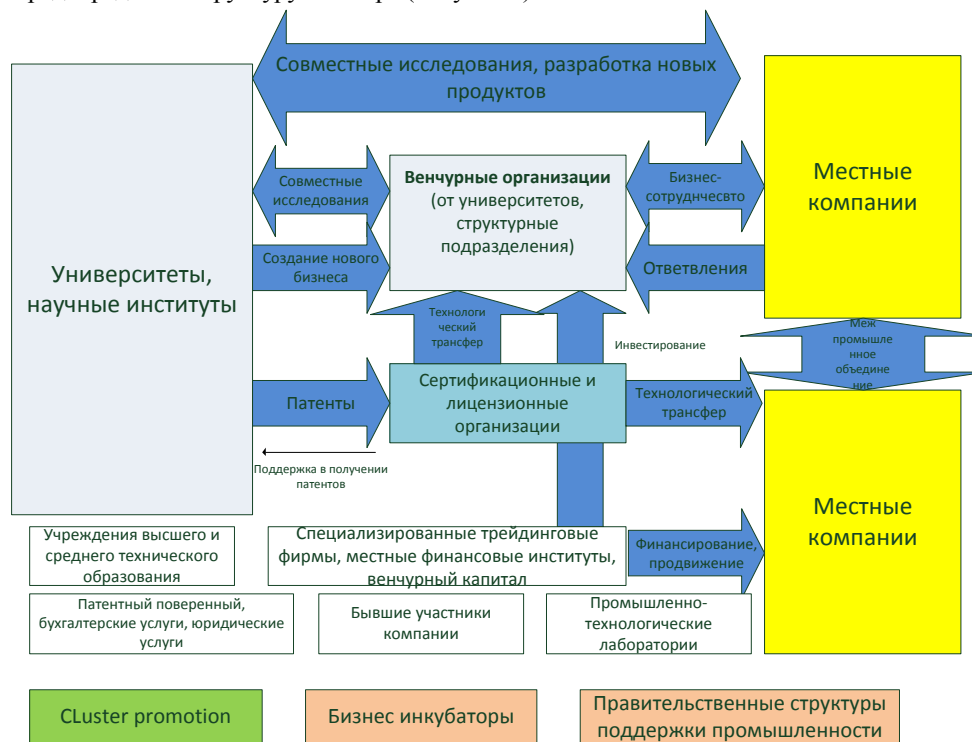 Совместные исследования, разработка новых
продуктов
Университеты,
научные институты
Совместные
исследования
Венчурные организации
(от университетов,
структурные
подразделения)
Бизнес-
сотруднчесвто
Местные
компании
Создание нового
бизнеса
Ответвления
Технологи
ческий
трансфер
Инвестирование
Меж
промышле
нное
объедине
ние
Патенты
Сертификационные и
лицензионные
организации
Технологический
трансфер
Поддержка в получении
патентов
Местные
компании
Учреждения высшего и
среднего технического
образования
Специализированные трейдинговые
фирмы, местные финансовые институты,
венчурный капитал
Финансирование,
продвижение
Патентный поверенный,
бухгалтерские услуги, юридические
услуги
Бывшие участники
компании
Промышленно-
технологические
лаборатории
CLuster promotion
Бизнес инкубаторы
Правительственные структуры
поддержки промышленности